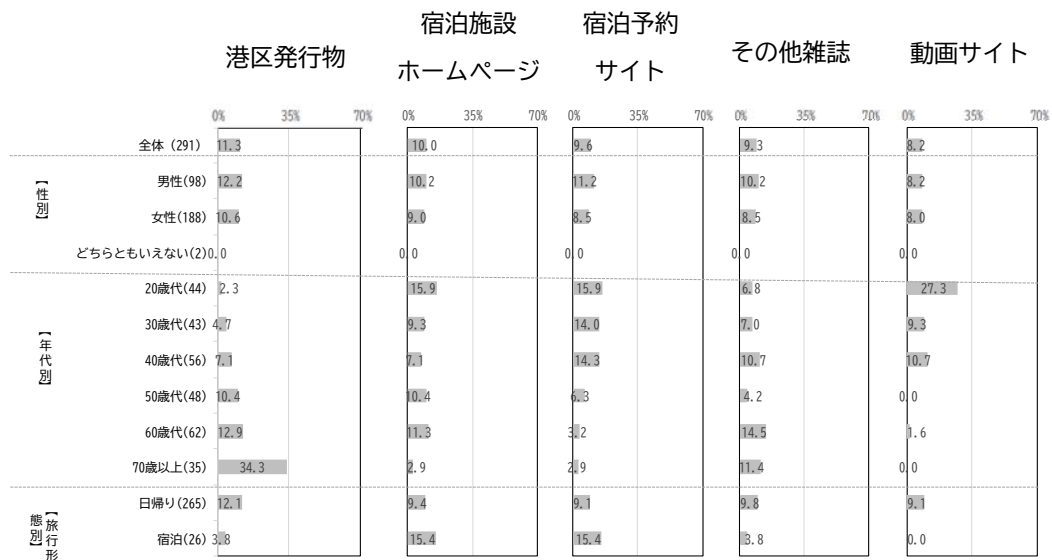 港区発行物 宿泊施設ホームページ 宿泊予約サイト その他雑誌 動画サイト
0% 35% 70% 0% 35% 70% 0% 35% 70% 0% 35% 70% 0% 35% 70%
全体 (291) 11.3 10.0 9.6 9.3 8.2
【性別】
男性(98) 12.2 10.2 11.2 10.2 8.2
女性(188) 10.6 9.0 8.5 8.5 8.0
どちらともいえない(2) 0.0 0.0 0.0 0.0 0.0
【年代別】
20歳代(44) 2.3 15.9 15.9 6.8 27.3
30歳代(43) 4.7 9.3 14.0 7.0 9.3
40歳代(56) 7.1 7.1 14.3 10.7 10.7
50歳代(48) 10.4 10.4 6.3 4.2 0.0
60歳代(62) 12.9 11.3 3.2 14.5 1.6
70歳以上(35) 34.3 2.9 2.9 11.4 0.0
【旅行形態別】
日帰り(265) 12.1 9.4 9.1 9.8 9.1
宿泊(26) 3.8 15.4 15.4 3.8 0.0